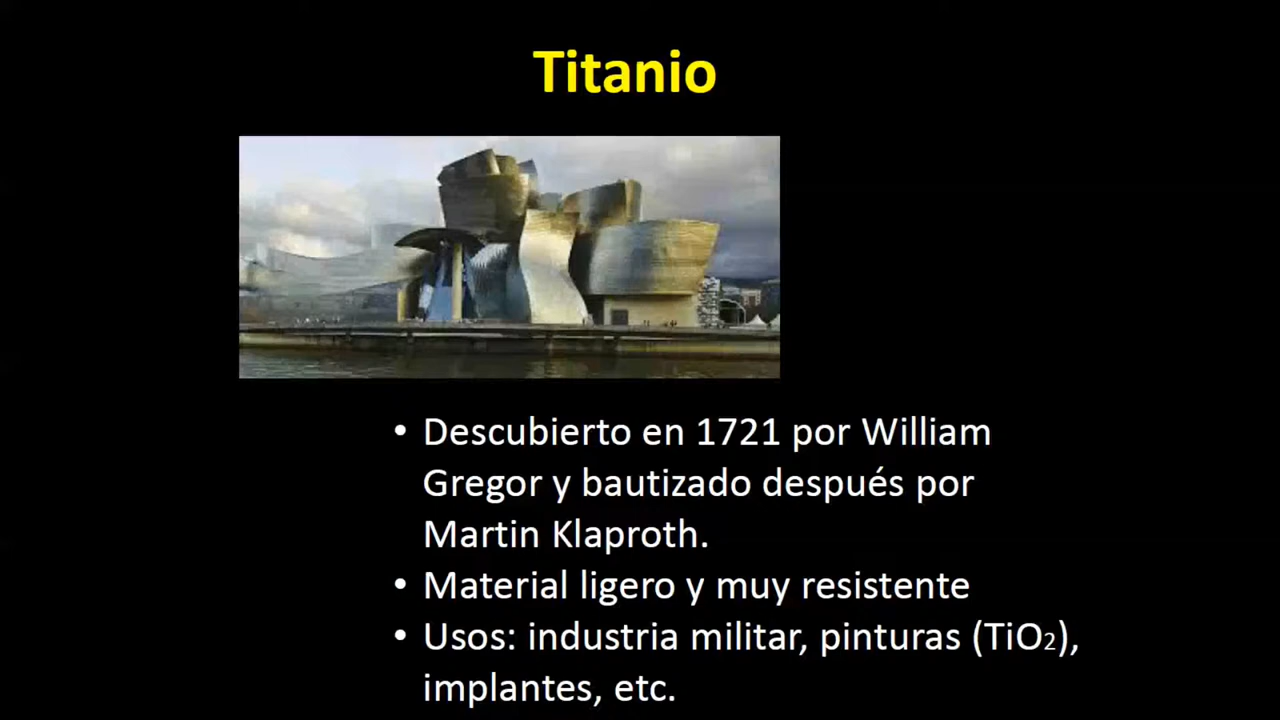 Titanio
• Descubierto en 1721 por William
Gregor y bautizado después por
Martin Klaproth.
• Material ligero y muy resistente
• Usos: industria militar, pinturas (TiO₂),
implantes, etc.